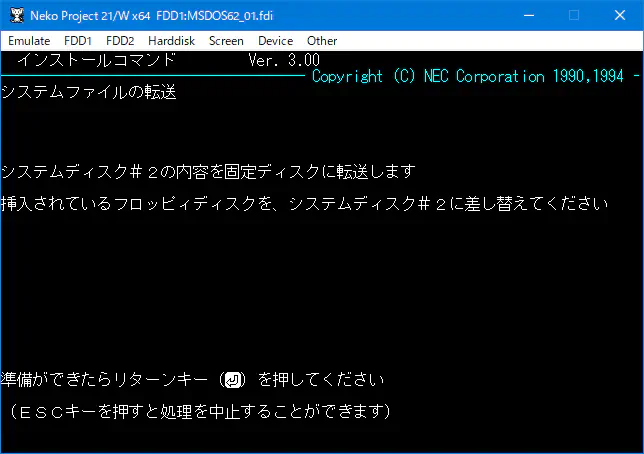 Neko Project 21/W x64  FDD1:MSDOS62_01.fdi
Emulate FDD1 FDD2 Harddisk Screen Device Other
インストールコマンド Ver. 3.00
Copyright (C) NEC Corporation 1990,1994
システムファイルの転送
システムディスク#2の内容を固定ディスクに転送します
挿入されているフロッピィディスクを、システムディスク#2に差し替えてください
準備ができたらリターンキー(↵)を押してください
(ESCキーを押すと処理を中止することができます)